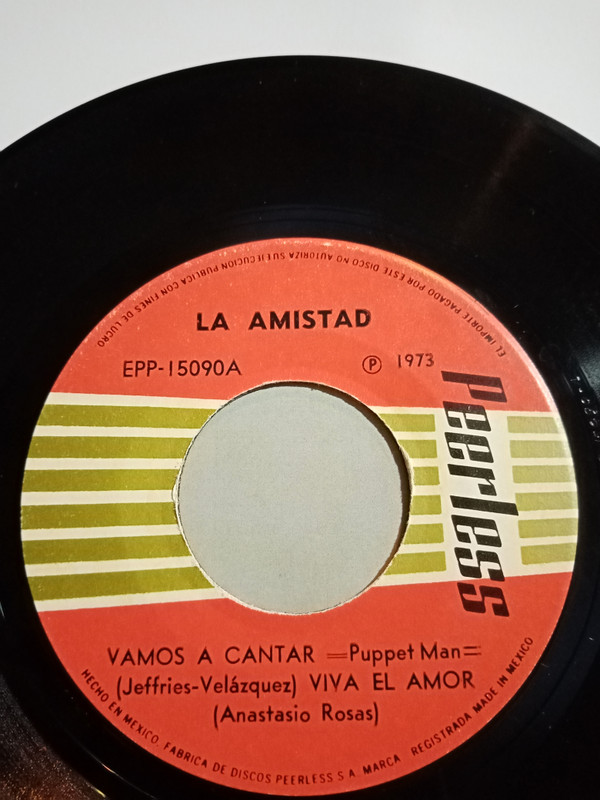 EL IMPORTE PAGADO POR ESTE DISCO NO AUTORIZA SU EJECUCION PUBLICA CON FINES DE LUCRO
LA AMISTAD
EPP-15090A
Ⓟ 1973
Peerless
VAMOS A CANTAR =Puppet Man=
(Jeffries-Velázquez) VIVA EL AMOR
(Anastasio Rosas)
HECHO EN MEXICO. FABRICA DE DISCOS PEERLESS S.A. MARCA REGISTRADA MADE IN MEXICO